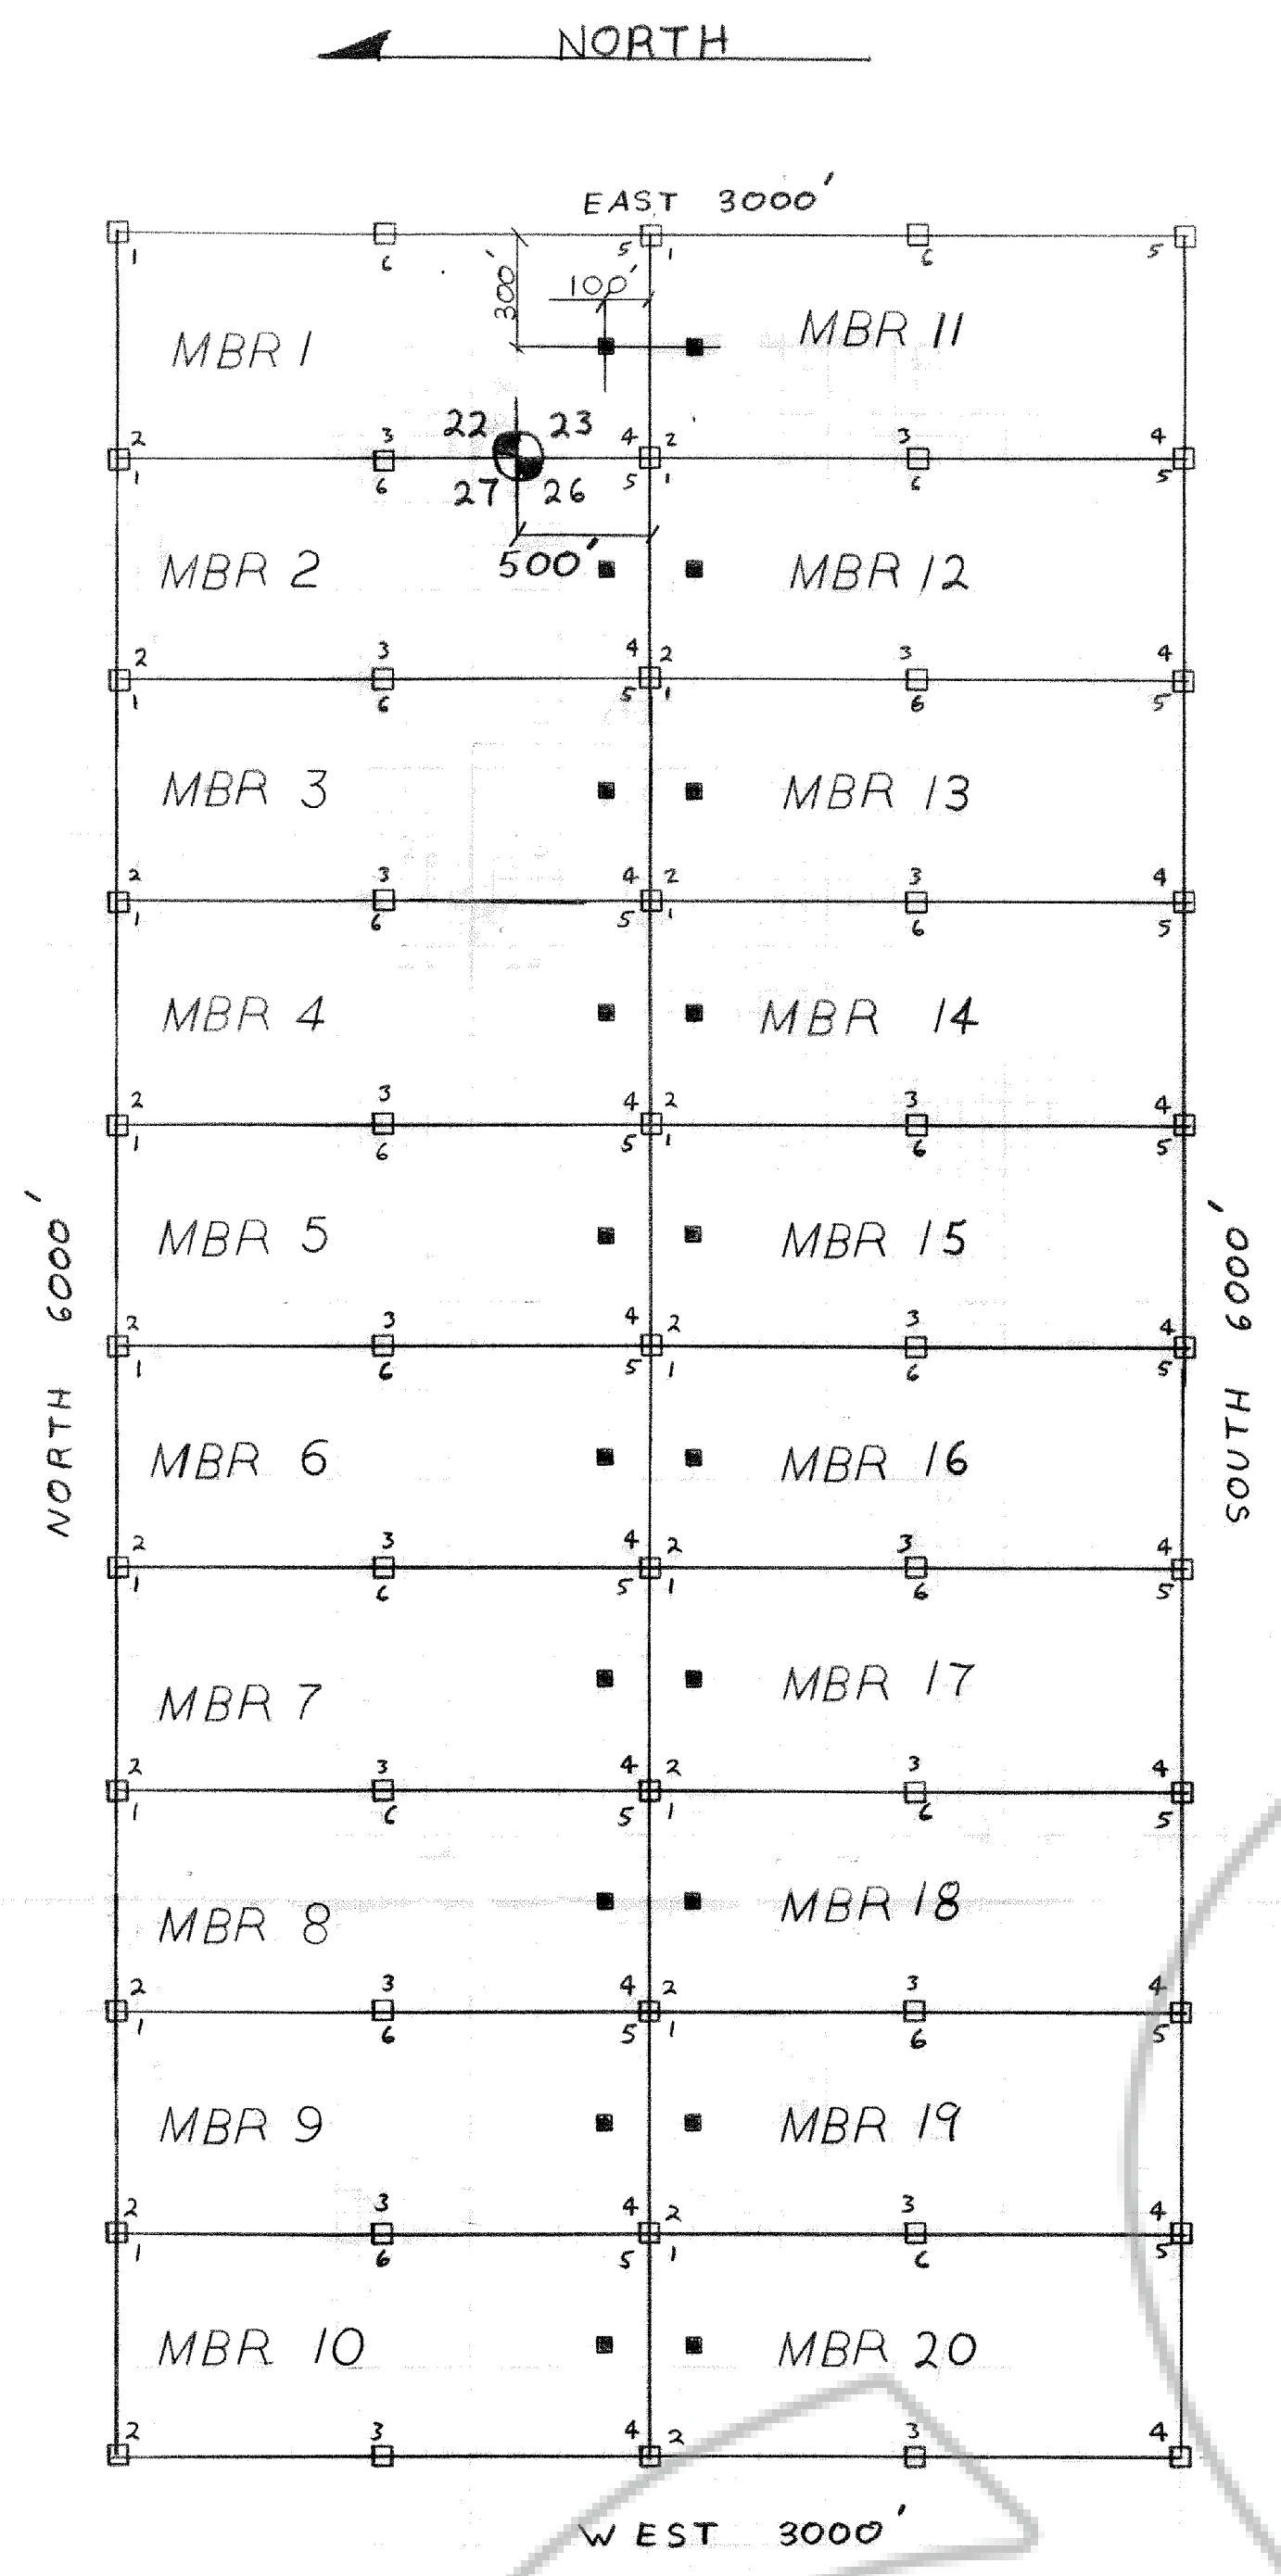 NORTH
EAST 3000'
1 6 5 1 6 5
300'
100'
MBR 1
MBR 11
2 3 22 23 4 2 3 4
1 6 27 26 5 1 6 5
500'
MBR 2
MBR 12
2 3 4 2 3 4
1 6 5 1 6 5
MBR 3
MBR 13
2 3 4 2 3 4
1 6 5 1 6 5
MBR 4
MBR 14
2 3 4 2 3 4
1 6 5 1 6 5
NORTH 6000'
SOUTH 6000'
MBR 5
MBR 15
2 3 4 2 3 4
1 6 5 1 6 5
MBR 6
MBR 16
2 3 4 2 3 4
1 6 5 1 6 5
MBR 7
MBR 17
2 3 4 2 3 4
1 6 5 1 6 5
MBR 8
MBR 18
2 3 4 2 3 4
1 6 5 1 6 5
MBR 9
MBR 19
2 3 4 2 3 4
1 6 5 1 6 5
MBR 10
MBR 20
2 3 4 2 3 4
WEST 3000'